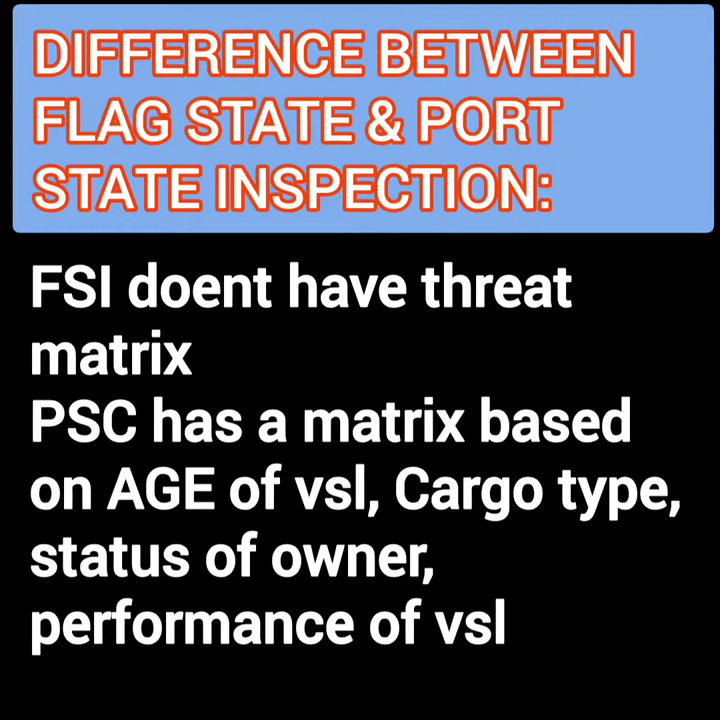 DIFFERENCE BETWEEN
FLAG STATE & PORT
STATE INSPECTION:
FSI doent have threat
matrix
PSC has a matrix based
on AGE of vsl, Cargo type,
status of owner,
performance of vsl